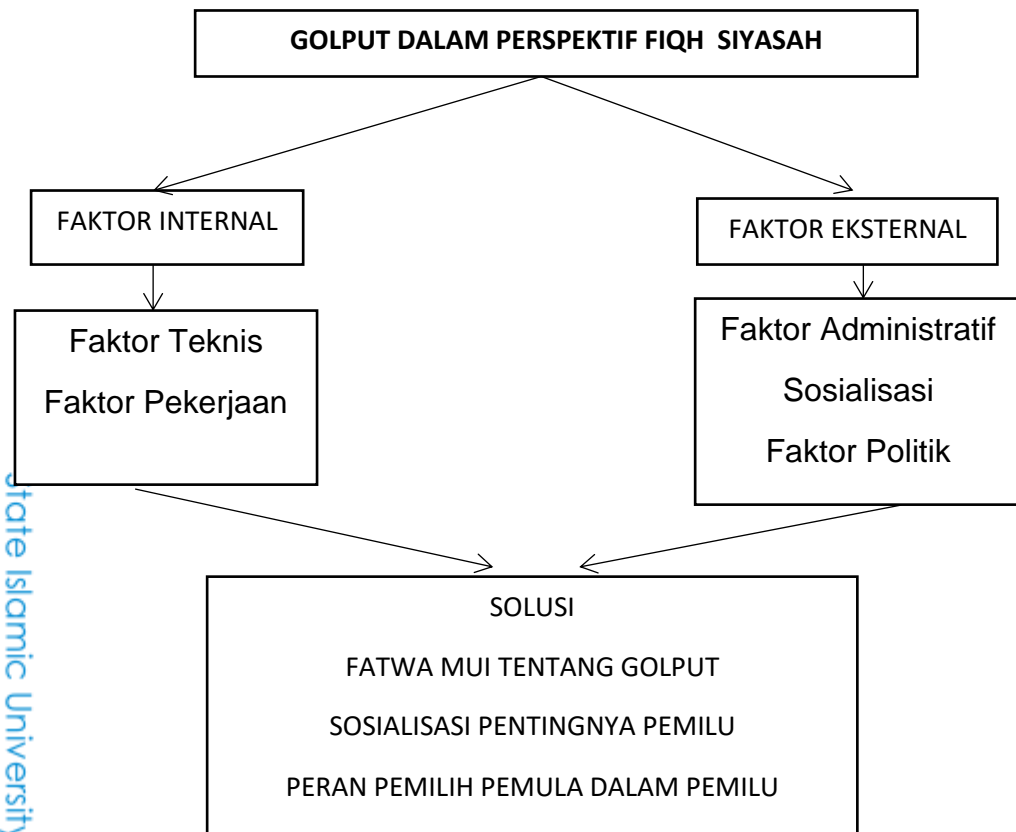 GOLPUT DALAM PERSPEKTIF FIQH SIYASAH
FAKTOR INTERNAL
FAKTOR EKSTERNAL
Faktor Teknis
Faktor Pekerjaan
Faktor Administratif
Sosialisasi
Faktor Politik
SOLUSI
FATWA MUI TENTANG GOLPUT
SOSIALISASI PENTINGNYA PEMILU
PERAN PEMILIH PEMULA DALAM PEMILU
State Islamic University